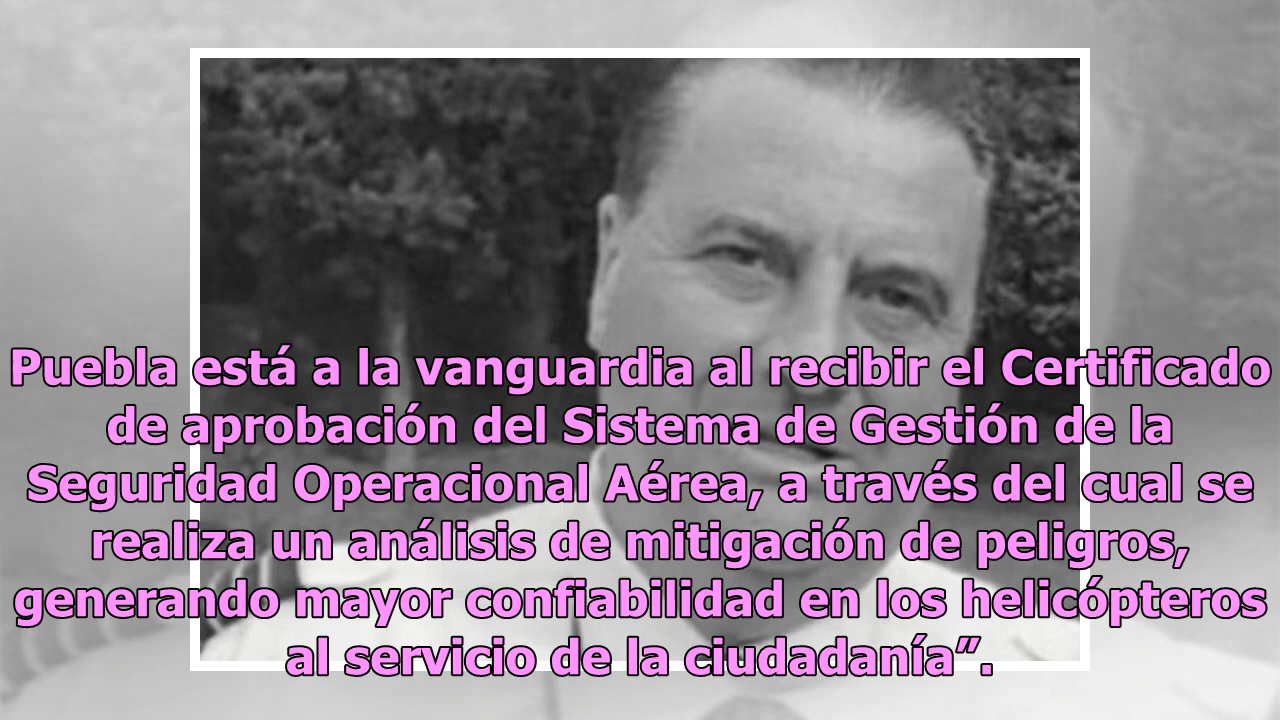 Puebla está a la vanguardia al recibir el Certificado
de aprobación del Sistema de Gestión de la
Seguridad Operacional Aérea, a través del cual se
realiza un análisis de mitigación de peligros,
generando mayor confiabilidad en los helicópteros
al servicio de la ciudadanía”.